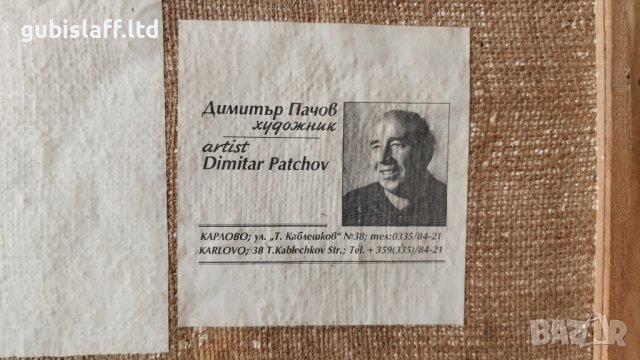 gubislaff.ltd
Димитър Пачов
художник
artist
Dimitar Patchov
КАРЛОВО; ул. „Т. Каблешков“ №38; тел:0335/84-21
KARLOVO; 38 T.Kablechkov Str.; Tel. +359(335)/84-21
BAZAR